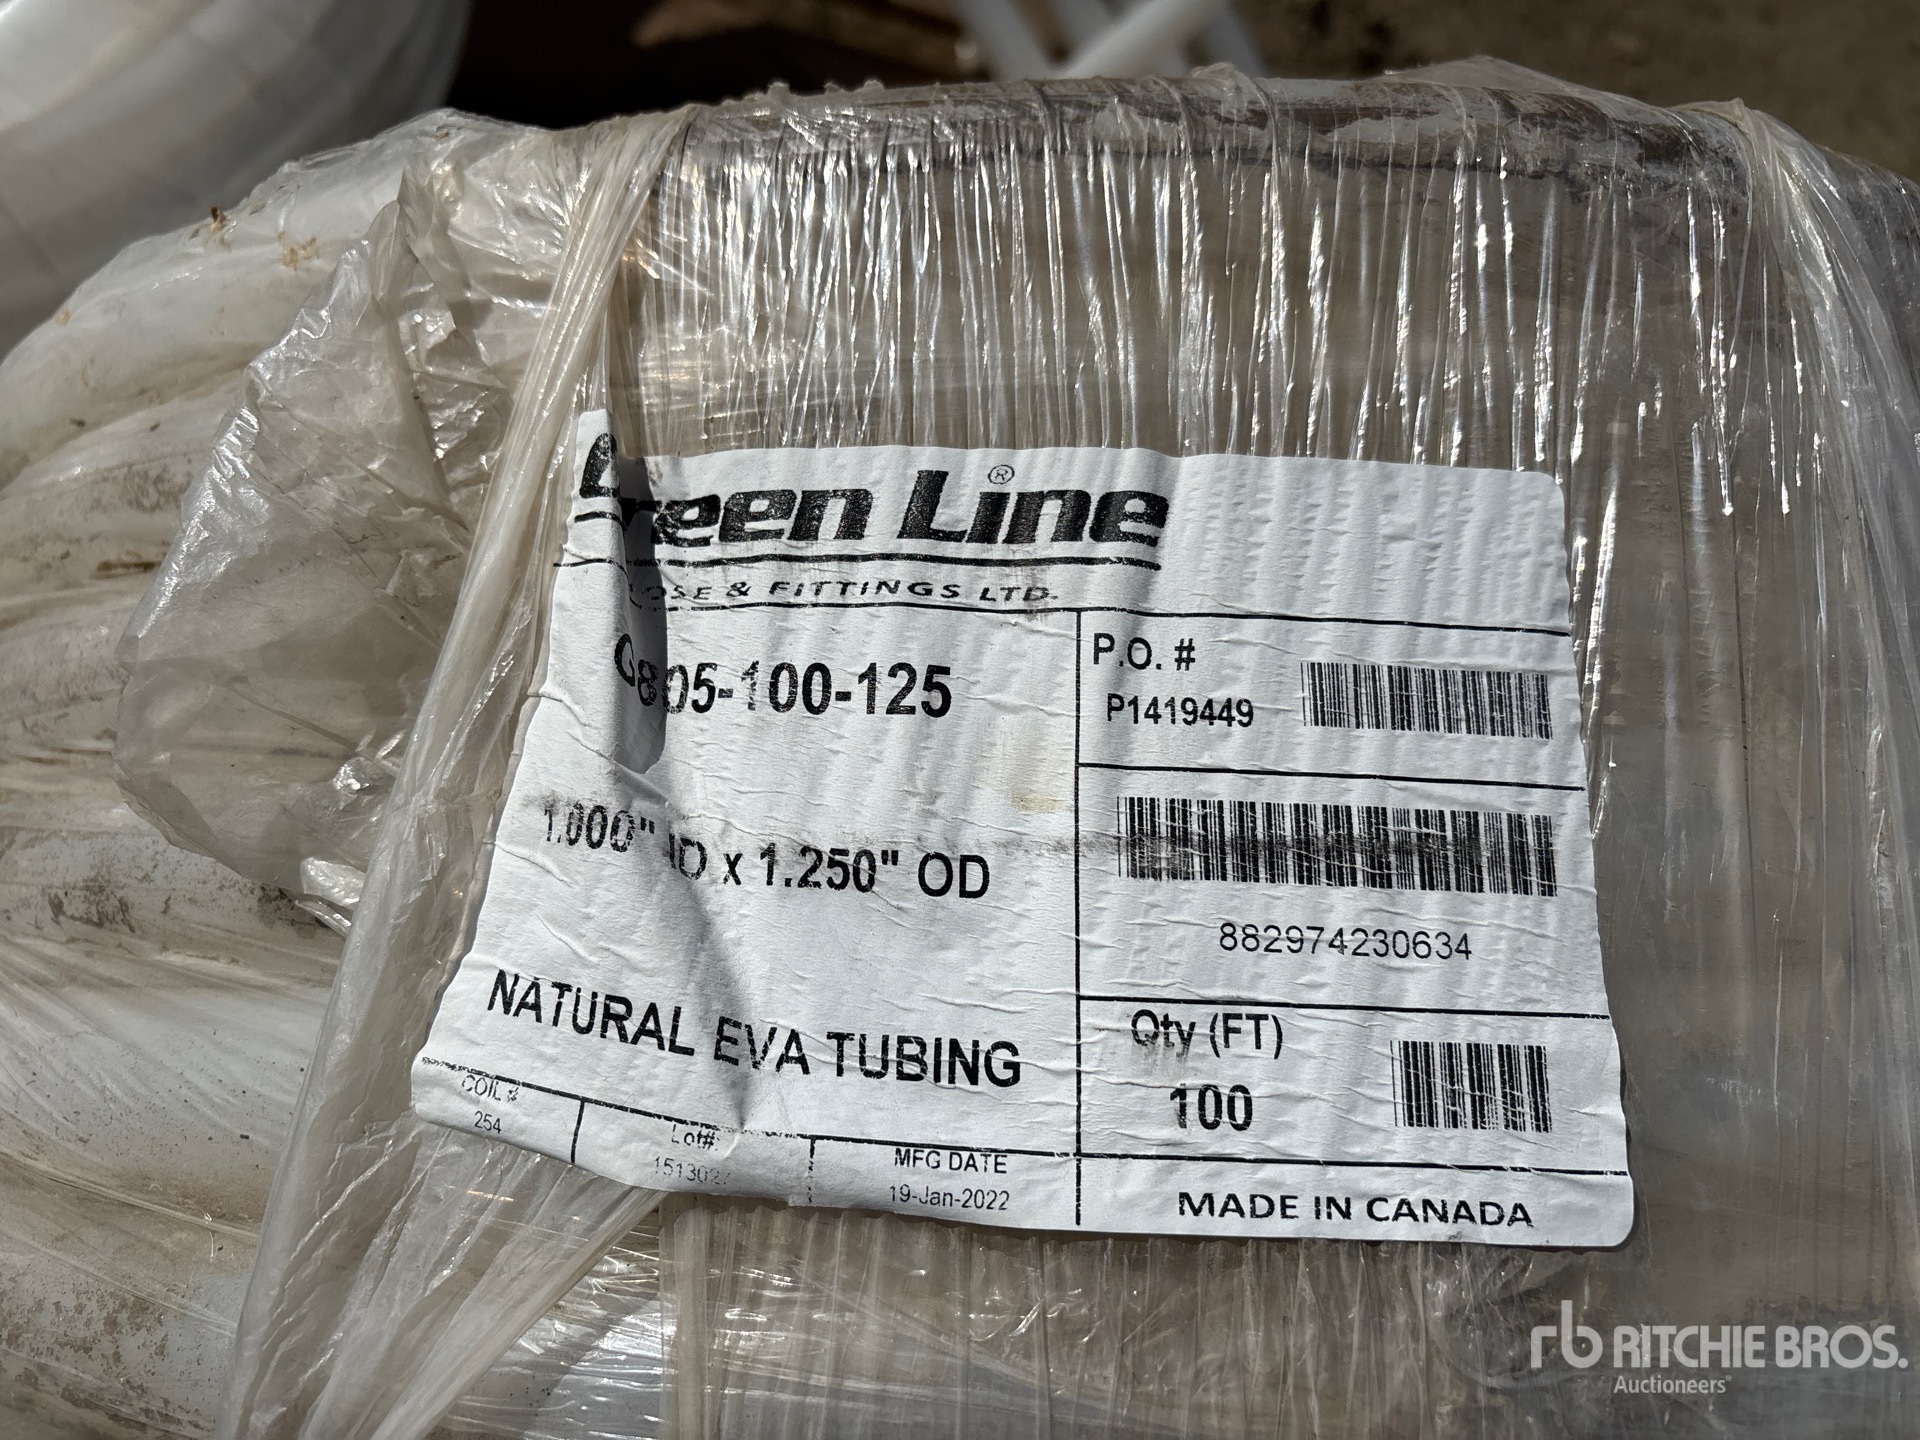 Green Line®
HOSE & FITTINGS LTD.
G805-100-125
1.000" ID x 1.250" OD
NATURAL EVA TUBING
COIL #
254
Lot#:
MFG DATE
19-Jan-2022
P.O. #
P1419449
882974230634
Qty (FT)
100
MADE IN CANADA
rb RITCHIE BROS.
Auctioneers